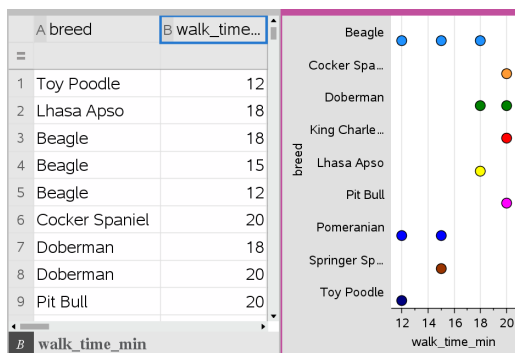 A breed B walk_time...
=
1 Toy Poodle 12
2 Lhasa Apso 18
3 Beagle 18
4 Beagle 15
5 Beagle 12
6 Cocker Spaniel 20
7 Doberman 18
8 Doberman 20
9 Pit Bull 20
B walk_time_min
breed
Beagle
Cocker Spa...
Doberman
King Charle...
Lhasa Apso
Pit Bull
Pomeranian
Springer Sp...
Toy Poodle
12 14 16 18 20
walk_time_min